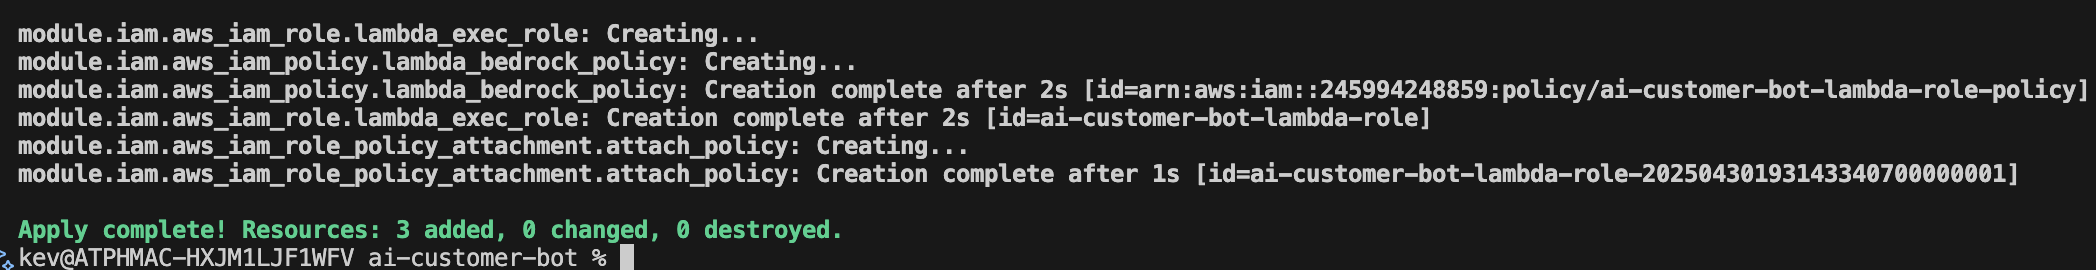 module.iam.aws_iam_role.lambda_exec_role: Creating...
module.iam.aws_iam_policy.lambda_bedrock_policy: Creating...
module.iam.aws_iam_policy.lambda_bedrock_policy: Creation complete after 2s [id=arn:aws:iam::245994248859:policy/ai-customer-bot-lambda-role-policy]
module.iam.aws_iam_role.lambda_exec_role: Creation complete after 2s [id=ai-customer-bot-lambda-role]
module.iam.aws_iam_role_policy_attachment.attach_policy: Creating...
module.iam.aws_iam_role_policy_attachment.attach_policy: Creation complete after 1s [id=ai-customer-bot-lambda-role-20250430193143340700000001]
Apply complete! Resources: 3 added, 0 changed, 0 destroyed.
kev@ATPHMAC-HXJM1LJF1WFV ai-customer-bot %